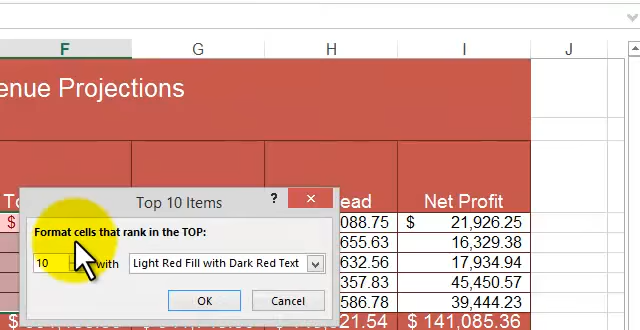 F G H I J
enue Projections
To ead Net Profit
Top 10 Items ?
Format cells that rank in the TOP:
$ 088.75 $ 21,926.25
655.63 16,329.38
10 with Light Red Fill with Dark Red Text 632.56 17,934.94
357.83 45,450.57
OK Cancel 586.78 39,444.23
21.54 $ 141,085.36